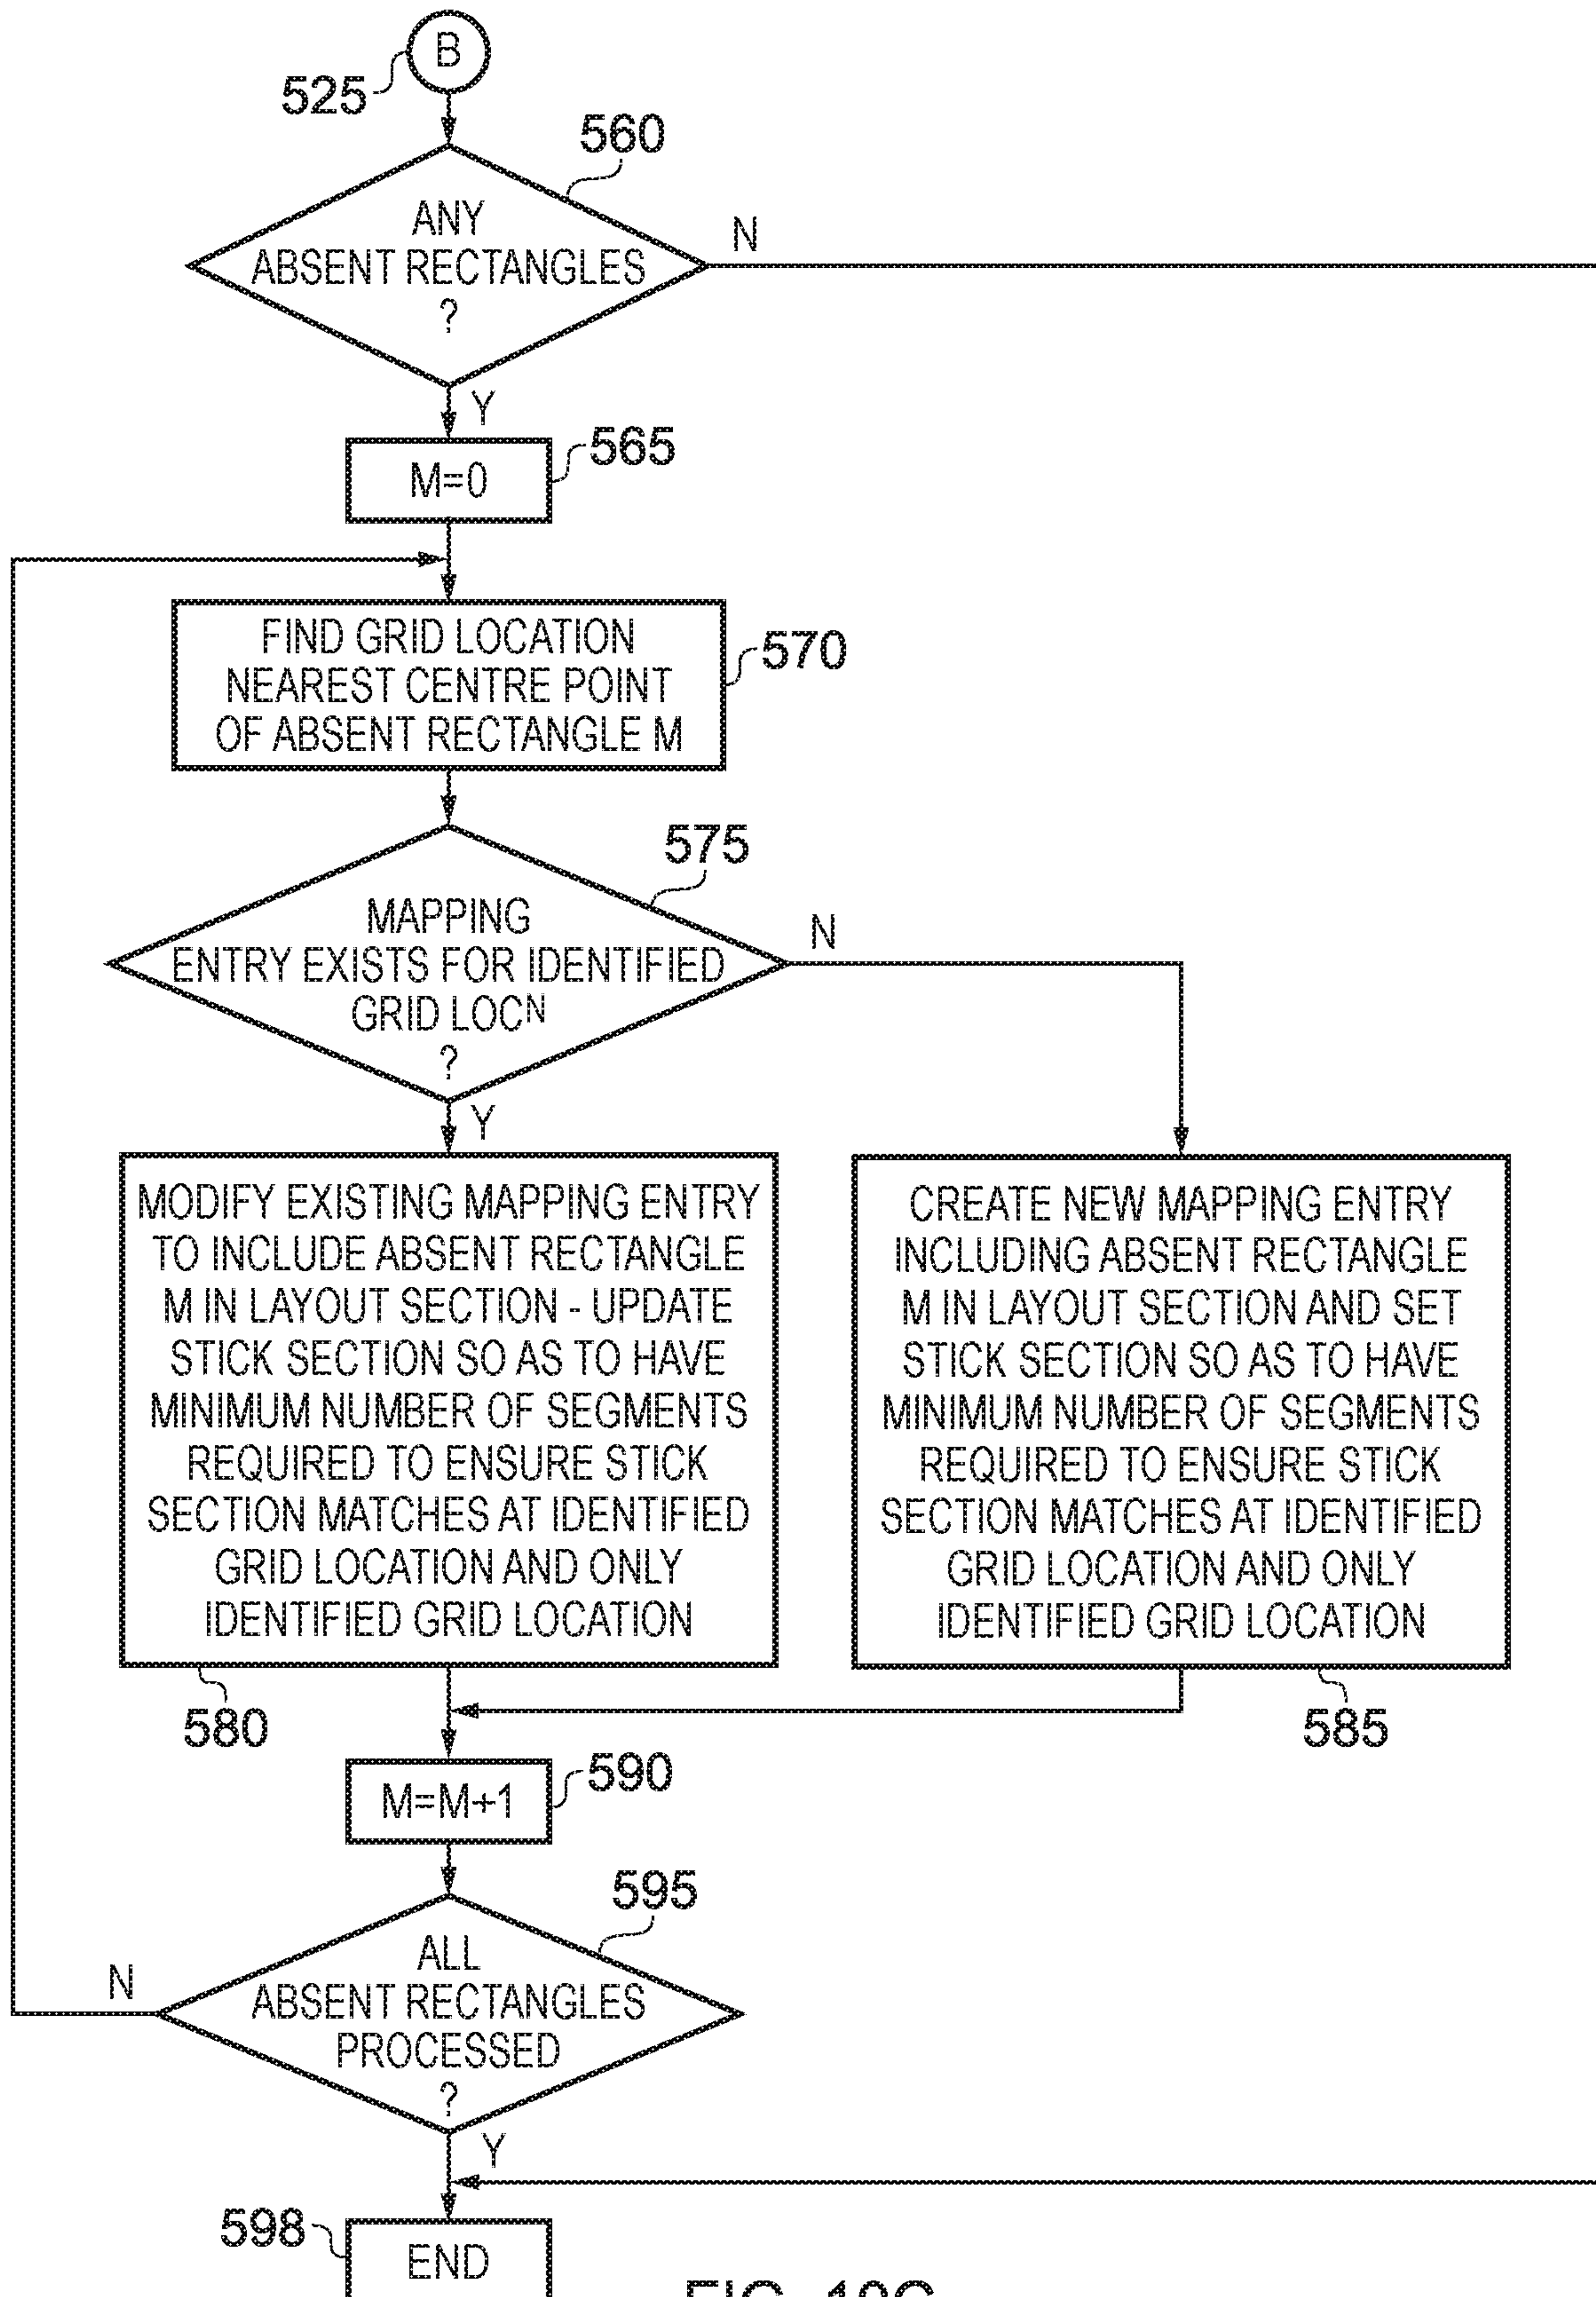 B
525
560
ANY
ABSENT RECTANGLES
?
N
Y
565
M=0
FIND GRID LOCATION
NEAREST CENTRE POINT
OF ABSENT RECTANGLE M
570
575
MAPPING
ENTRY EXISTS FOR IDENTIFIED
GRID LOCᴺ
?
N
Y
MODIFY EXISTING MAPPING ENTRY
TO INCLUDE ABSENT RECTANGLE
M IN LAYOUT SECTION - UPDATE
STICK SECTION SO AS TO HAVE
MINIMUM NUMBER OF SEGMENTS
REQUIRED TO ENSURE STICK
SECTION MATCHES AT IDENTIFIED
GRID LOCATION AND ONLY
IDENTIFIED GRID LOCATION
580
CREATE NEW MAPPING ENTRY
INCLUDING ABSENT RECTANGLE
M IN LAYOUT SECTION AND SET
STICK SECTION SO AS TO HAVE
MINIMUM NUMBER OF SEGMENTS
REQUIRED TO ENSURE STICK
SECTION MATCHES AT IDENTIFIED
GRID LOCATION AND ONLY
IDENTIFIED GRID LOCATION
585
M=M+1
590
595
ALL
ABSENT RECTANGLES
PROCESSED
?
N
Y
598
END